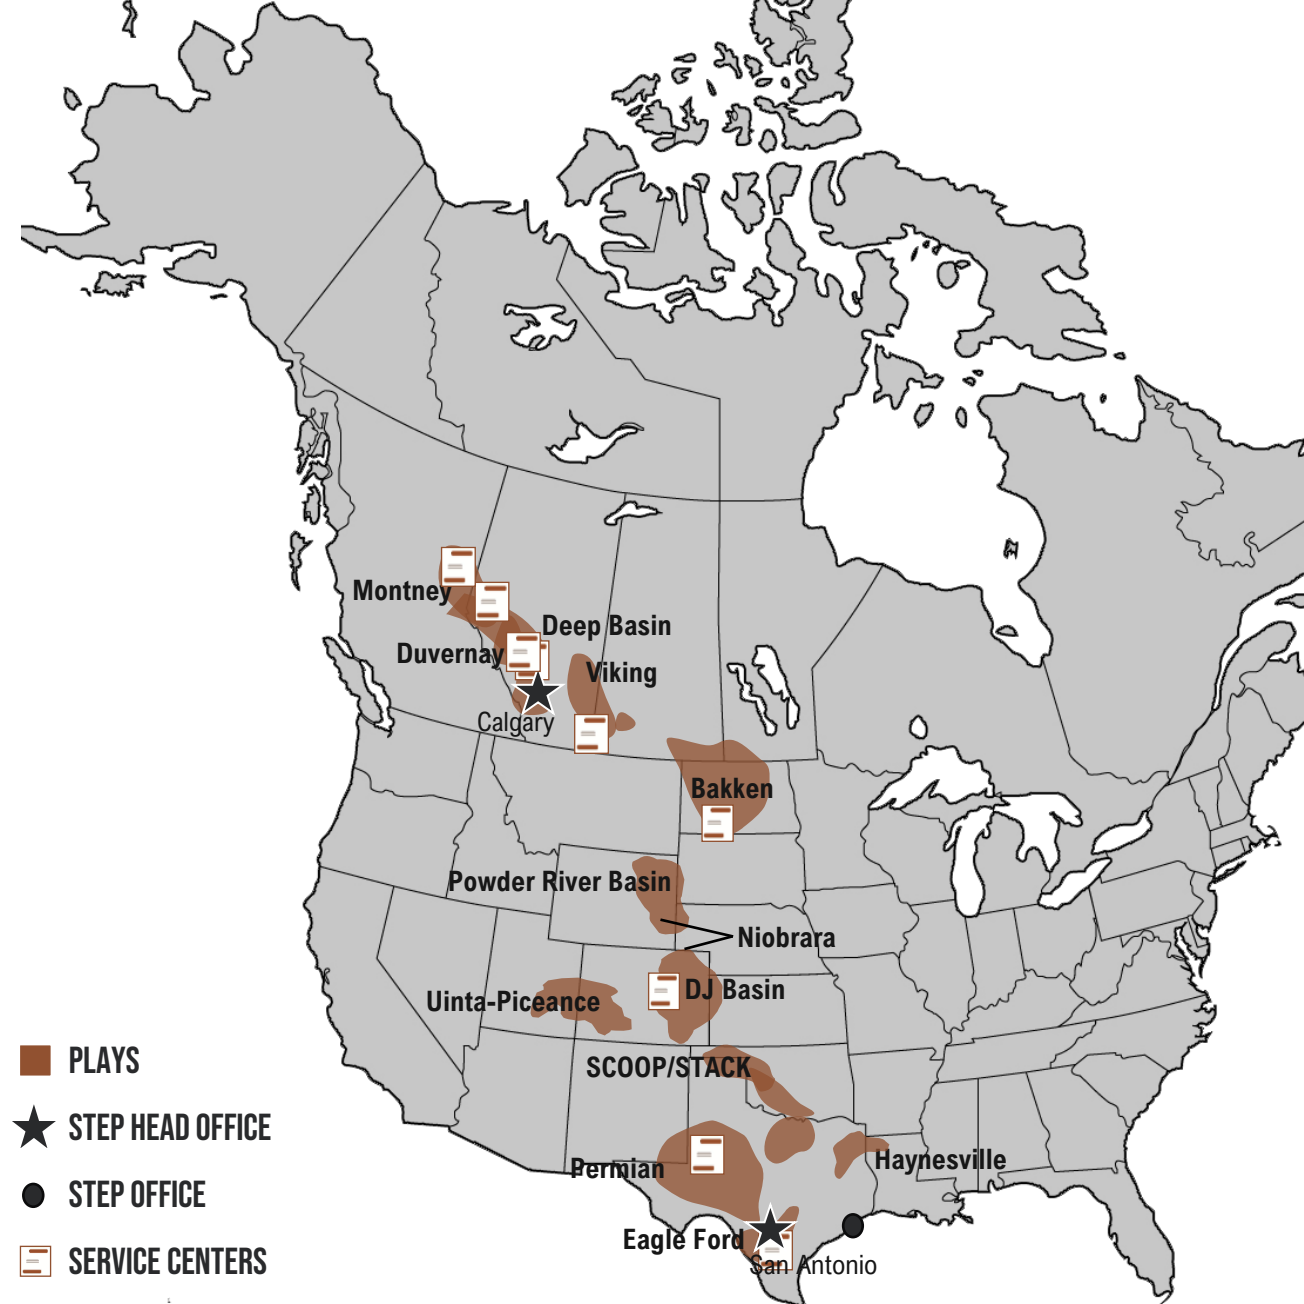 Montney
Deep Basin
Duvernay
Viking
Calgary
Bakken
Powder River Basin
Niobrara
DJ Basin
Uinta-Piceance
SCOOP/STACK
Haynesville
Permian
Eagle Ford
San Antonio
PLAYS
STEP HEAD OFFICE
STEP OFFICE
SERVICE CENTERS